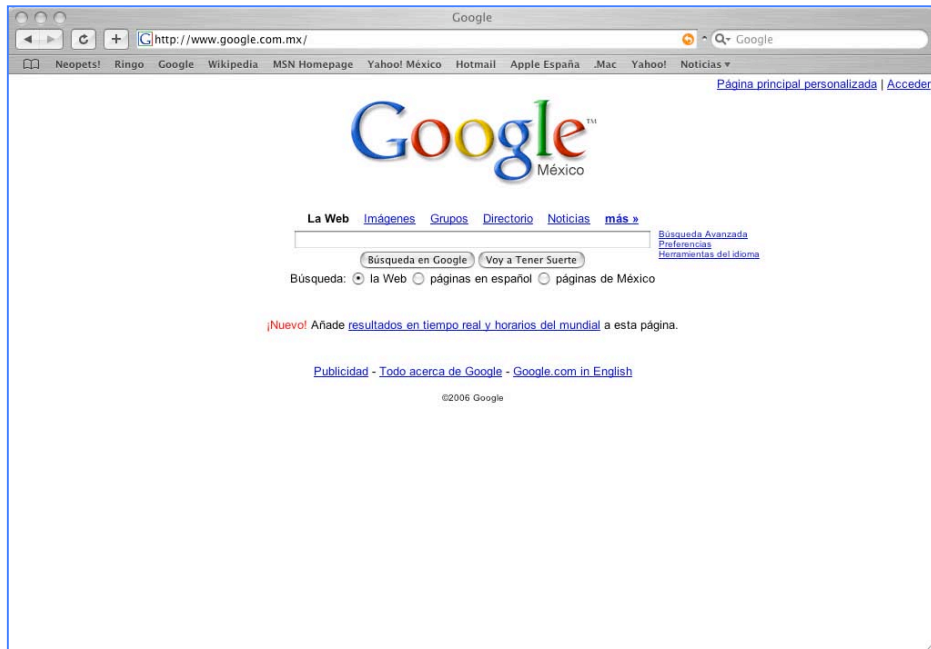 Google
http://www.google.com.mx/ Google
Neopets! Ringo Google Wikipedia MSN Homepage Yahoo! México Hotmail Apple España .Mac Yahoo! Noticias
Página principal personalizada | Acceder
Google™
México
La Web Imágenes Grupos Directorio Noticias más »
Búsqueda Avanzada
Preferencias
Herramientas del idioma
Búsqueda en Google Voy a Tener Suerte
Búsqueda: la Web páginas en español páginas de México
¡Nuevo! Añade resultados en tiempo real y horarios del mundial a esta página.
Publicidad - Todo acerca de Google - Google.com in English
©2006 Google